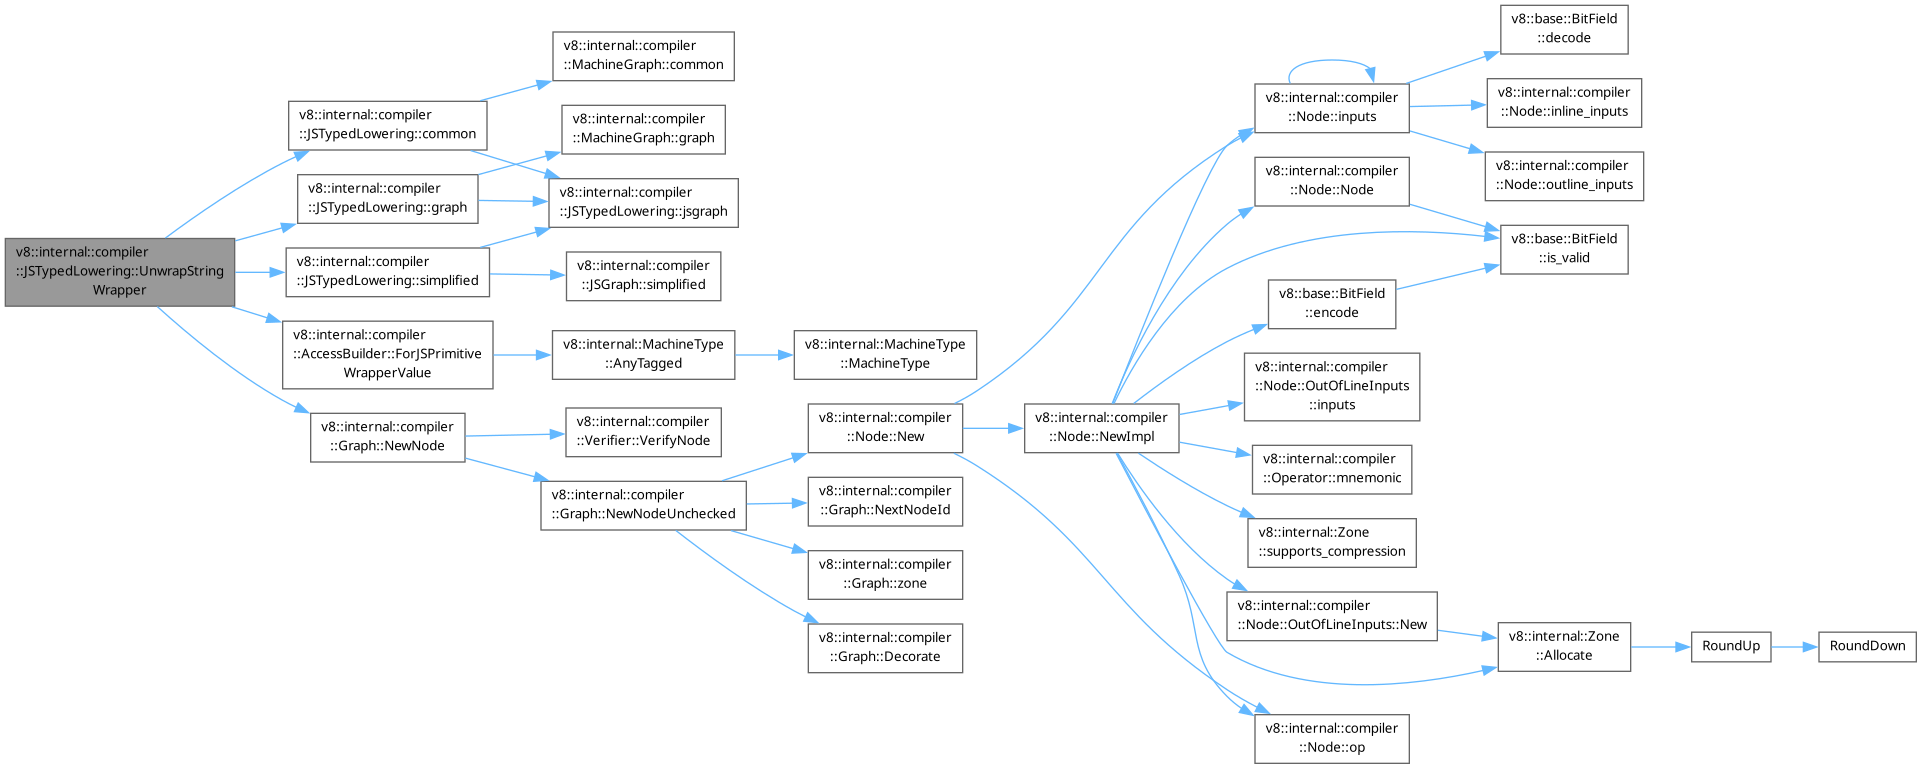 v8::internal::compiler
::JSTypedLowering::UnwrapString
Wrapper
v8::internal::compiler
::JSTypedLowering::common
v8::internal::compiler
::JSTypedLowering::graph
v8::internal::compiler
::JSTypedLowering::simplified
v8::internal::compiler
::AccessBuilder::ForJSPrimitive
WrapperValue
v8::internal::compiler
::Graph::NewNode
v8::internal::compiler
::MachineGraph::common
v8::internal::compiler
::MachineGraph::graph
v8::internal::compiler
::JSTypedLowering::jsgraph
v8::internal::compiler
::JSGraph::simplified
v8::internal::MachineType
::AnyTagged
v8::internal::compiler
::Verifier::VerifyNode
v8::internal::compiler
::Graph::NewNodeUnchecked
v8::internal::MachineType
::MachineType
v8::internal::compiler
::Node::New
v8::internal::compiler
::Graph::NextNodeId
v8::internal::compiler
::Graph::zone
v8::internal::compiler
::Graph::Decorate
v8::internal::compiler
::Node::NewImpl
v8::internal::compiler
::Node::inputs
v8::internal::compiler
::Node::Node
v8::base::BitField
::encode
v8::internal::compiler
::Node::OutOfLineInputs
::inputs
v8::internal::compiler
::Operator::mnemonic
v8::internal::Zone
::supports_compression
v8::internal::compiler
::Node::OutOfLineInputs::New
v8::internal::compiler
::Node::op
v8::base::BitField
::decode
v8::internal::compiler
::Node::inline_inputs
v8::internal::compiler
::Node::outline_inputs
v8::base::BitField
::is_valid
v8::internal::Zone
::Allocate
RoundUp
RoundDown